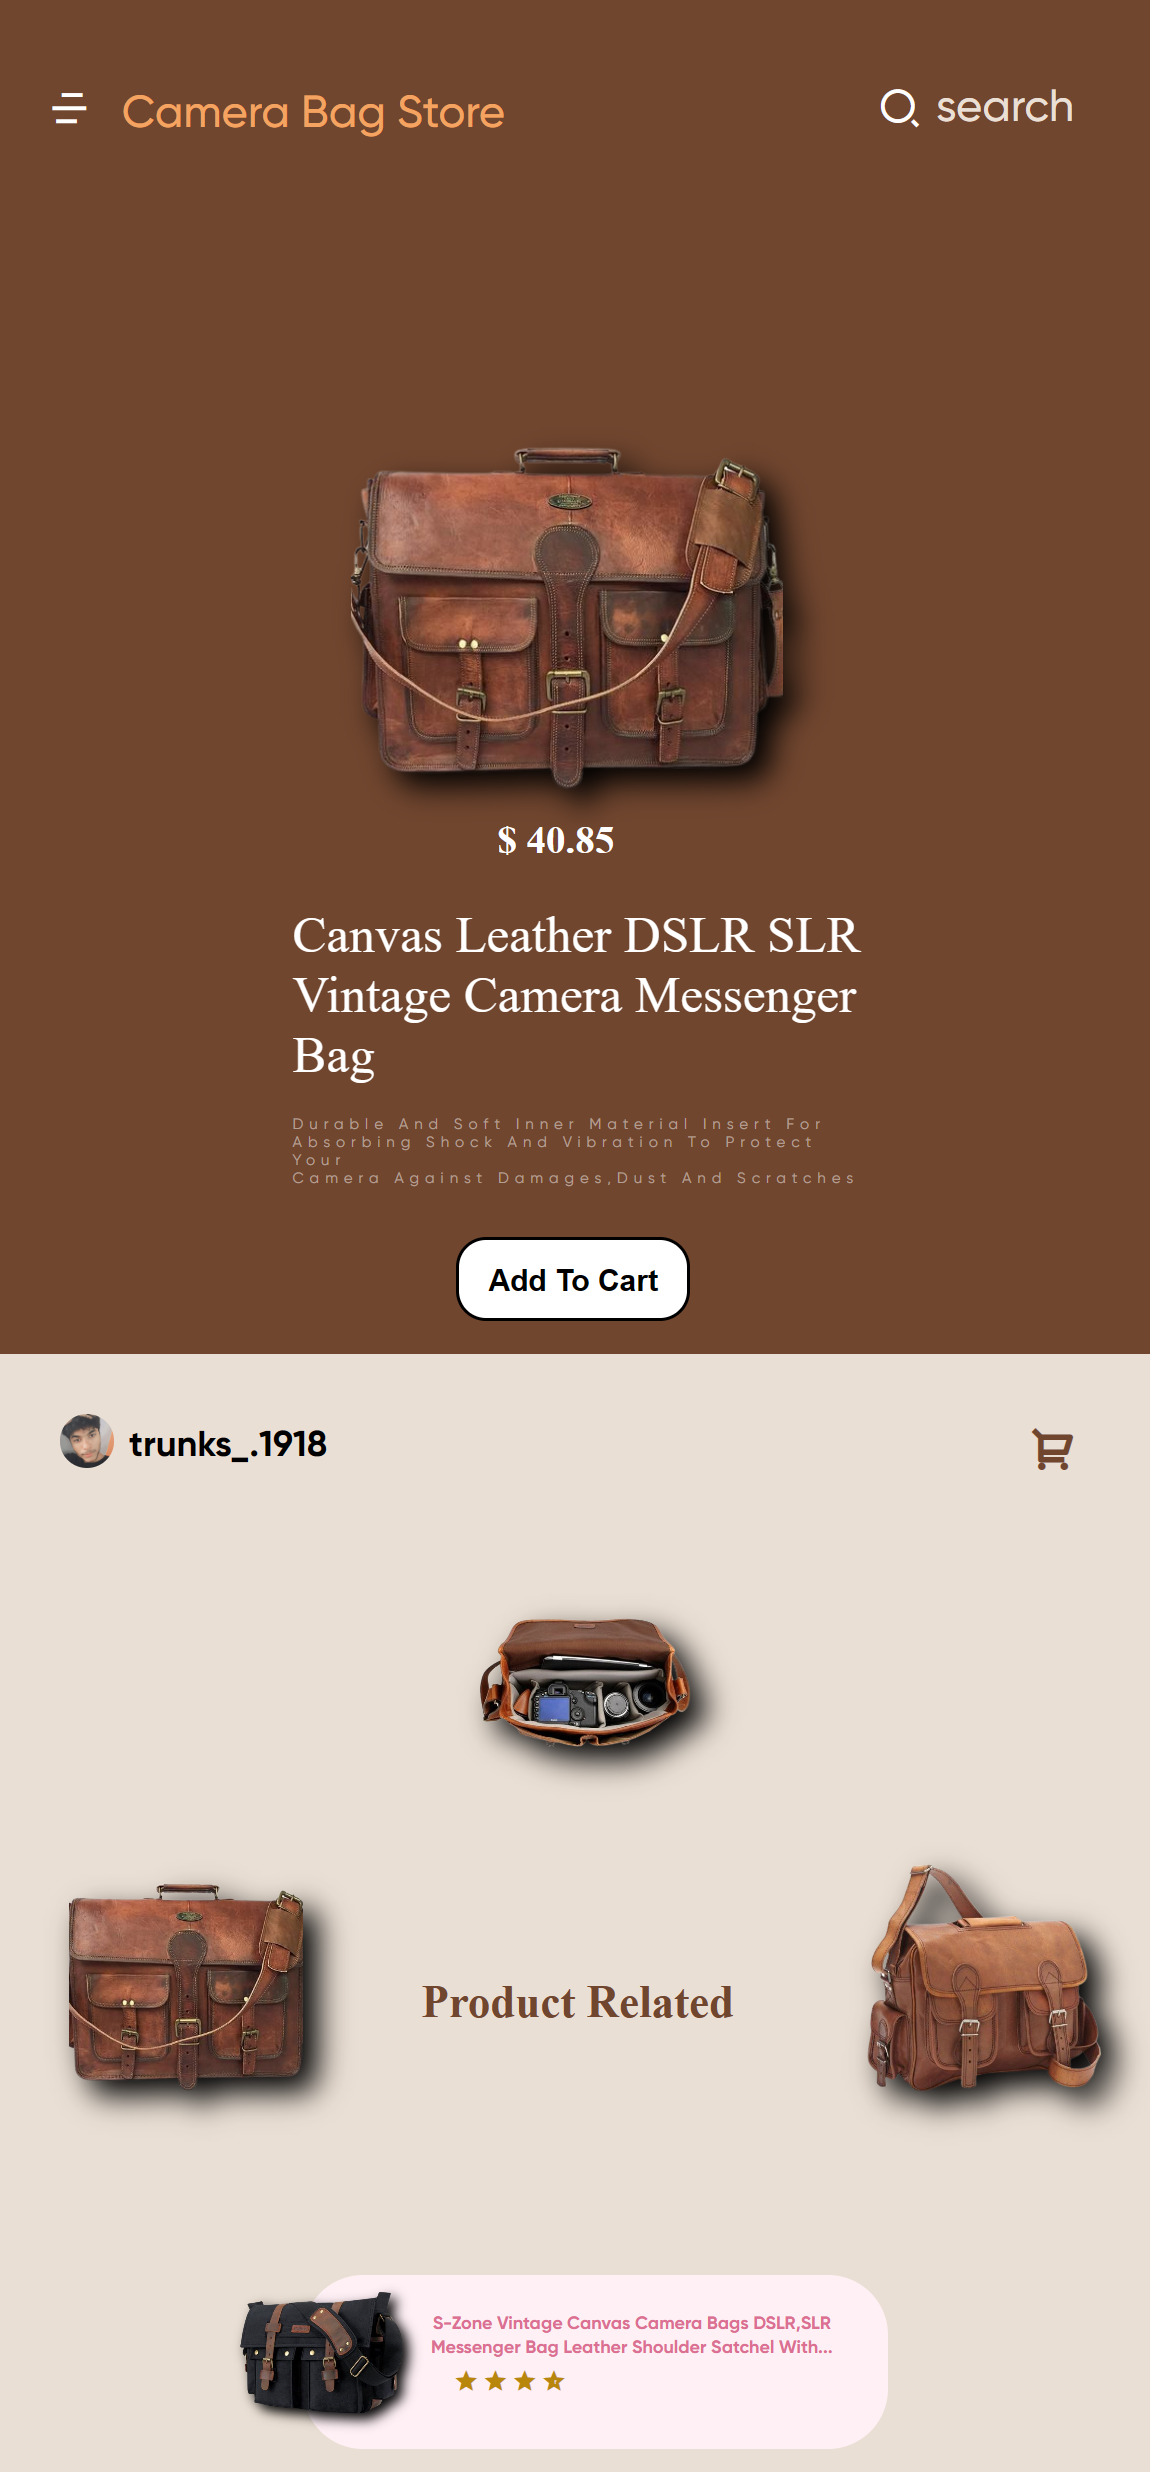 Camera Bag Store
search
$ 40.85
Canvas Leather DSLR SLR
Vintage Camera Messenger
Bag
Durable And Soft Inner Material Insert For
Absorbing Shock And Vibration To Protect
Your
Camera Against Damages,Dust And Scratches
Add To Cart
trunks_.1918
Product Related
S-Zone Vintage Canvas Camera Bags DSLR,SLR
Messenger Bag Leather Shoulder Satchel With...